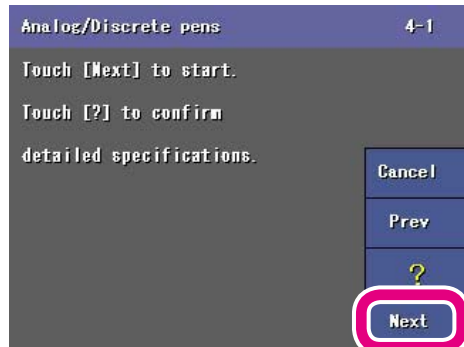 Analog/Discrete pens 4-1
Touch [Next] to start.
Touch [?] to confirm
detailed specifications.
Cancel
Prev
?
Next